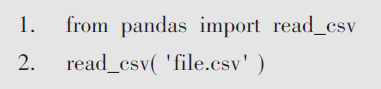 1. from pandas import read_csv
2. read_csv( 'file.csv' )